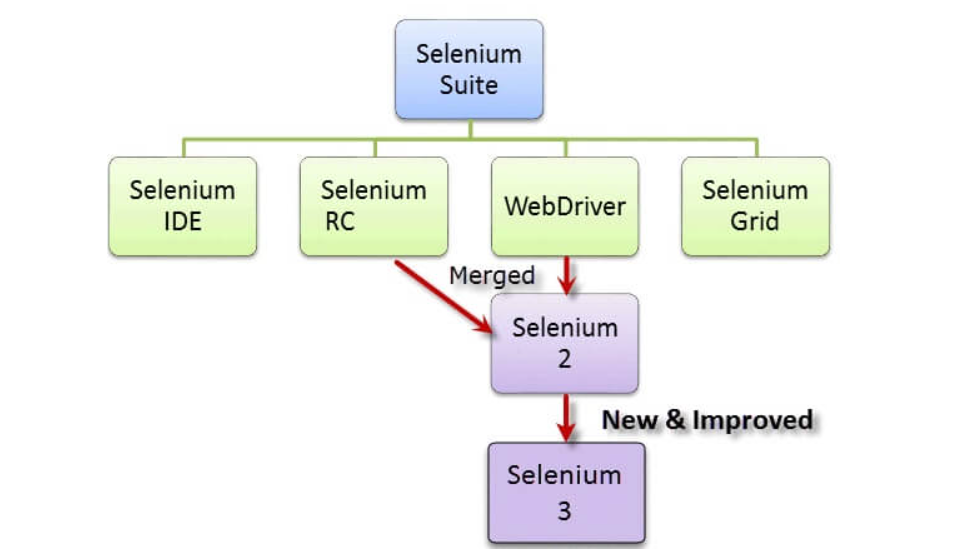 Selenium
Suite
Selenium
IDE
Selenium
RC
WebDriver
Selenium
Grid
Merged
Selenium
2
New & Improved
Selenium
3